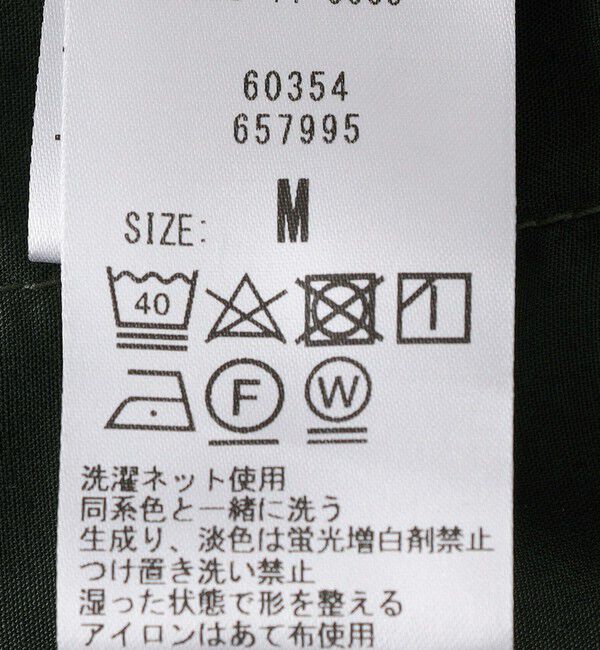 60354
657995
SIZE: M
40
F W
洗濯ネット使用
同系色と一緒に洗う
生成り、淡色は蛍光増白剤禁止
つけ置き洗い禁止
湿った状態で形を整える
アイロンはあて布使用